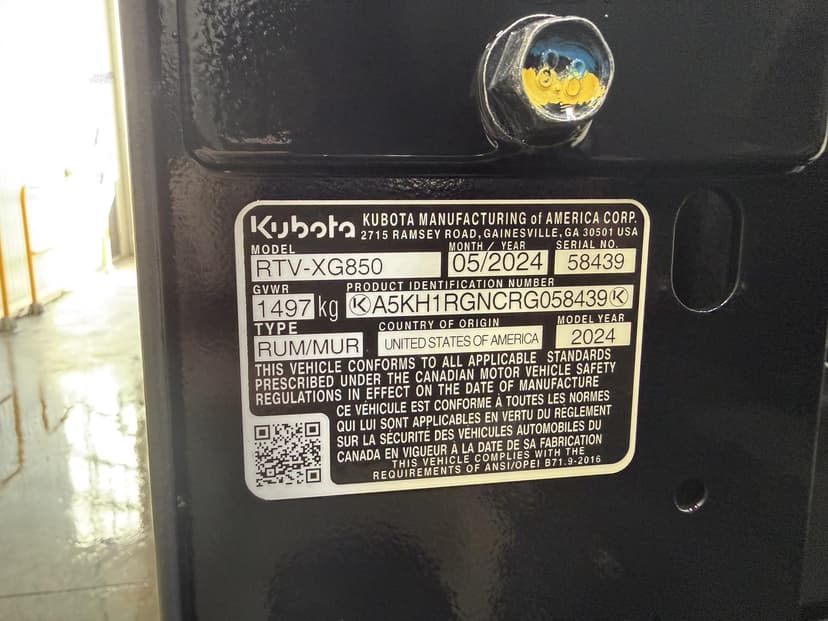 Kubota KUBOTA MANUFACTURING of AMERICA CORP.
2715 RAMSEY ROAD, GAINESVILLE, GA 30501 USA
MODEL MONTH / YEAR SERIAL NO.
RTV-XG850 05/2024 58439
GVWR PRODUCT IDENTIFICATION NUMBER
1497 kg A5KH1RGNCRG058439
TYPE COUNTRY OF ORIGIN MODEL YEAR
RUM/MUR UNITED STATES OF AMERICA 2024
THIS VEHICLE CONFORMS TO ALL APPLICABLE STANDARDS
PRESCRIBED UNDER THE CANADIAN MOTOR VEHICLE SAFETY
REGULATIONS IN EFFECT ON THE DATE OF MANUFACTURE
CE VÉHICULE EST CONFORME À TOUTES LES NORMES
QUI LUI SONT APPLICABLES EN VERTU DU RÈGLEMENT
SUR LA SÉCURITÉ DES VEHICULES AUTOMOBILES DU
CANADA EN VIGUEUR À LA DATE DE SA FABRICATION
THIS VEHICLE COMPLIES WITH THE
REQUIREMENTS OF ANSI/OPEI B71.9-2016